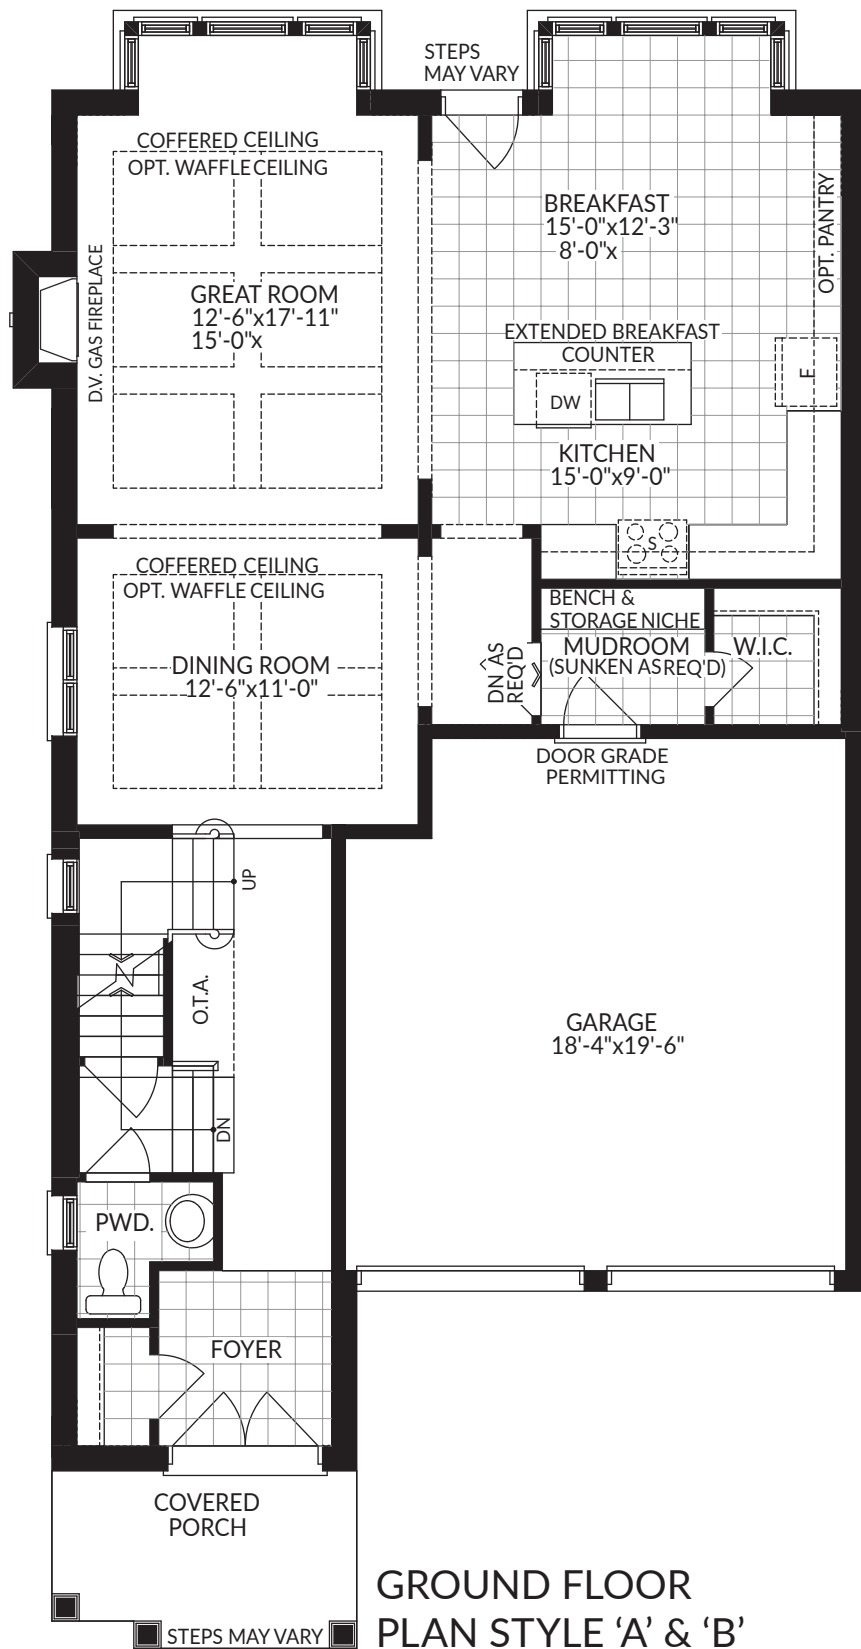 STEPS
MAY VARY
COFFERED CEILING
OPT. WAFFLE CEILING
BREAKFAST
15'-0"x12'-3"
8'-0"x
OPT. PANTRY
D.V. GAS FIREPLACE
GREAT ROOM
12'-6"x17'-11"
15'-0"x
EXTENDED BREAKFAST
COUNTER
DW
KITCHEN
15'-0"x9'-0"
S
COFFERED CEILING
OPT. WAFFLE CEILING
DINING ROOM
12'-6"x11'-0"
DN AS
REQ'D
BENCH &
STORAGE NICHE
MUDROOM
(SUNKEN AS REQ'D)
W.I.C.
DOOR GRADE
PERMITTING
UP
O.T.A.
GARAGE
18'-4"x19'-6"
DN
PWD.
FOYER
COVERED
PORCH
STEPS MAY VARY
GROUND FLOOR
PLAN STYLE ‘A’ & ‘B’